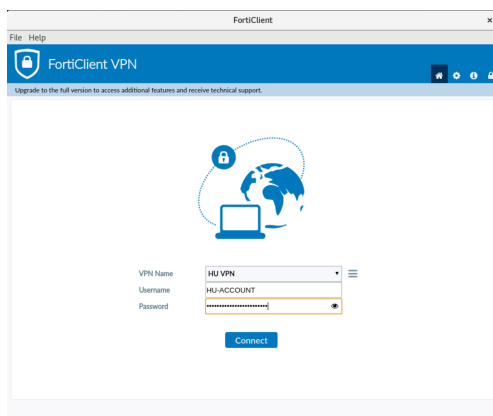 FortiClient
File Help
FortiClient VPN
Upgrade to the full version to access additional features and receive technical support.
VPN Name HU VPN
Username HU-ACCOUNT
Password
Connect